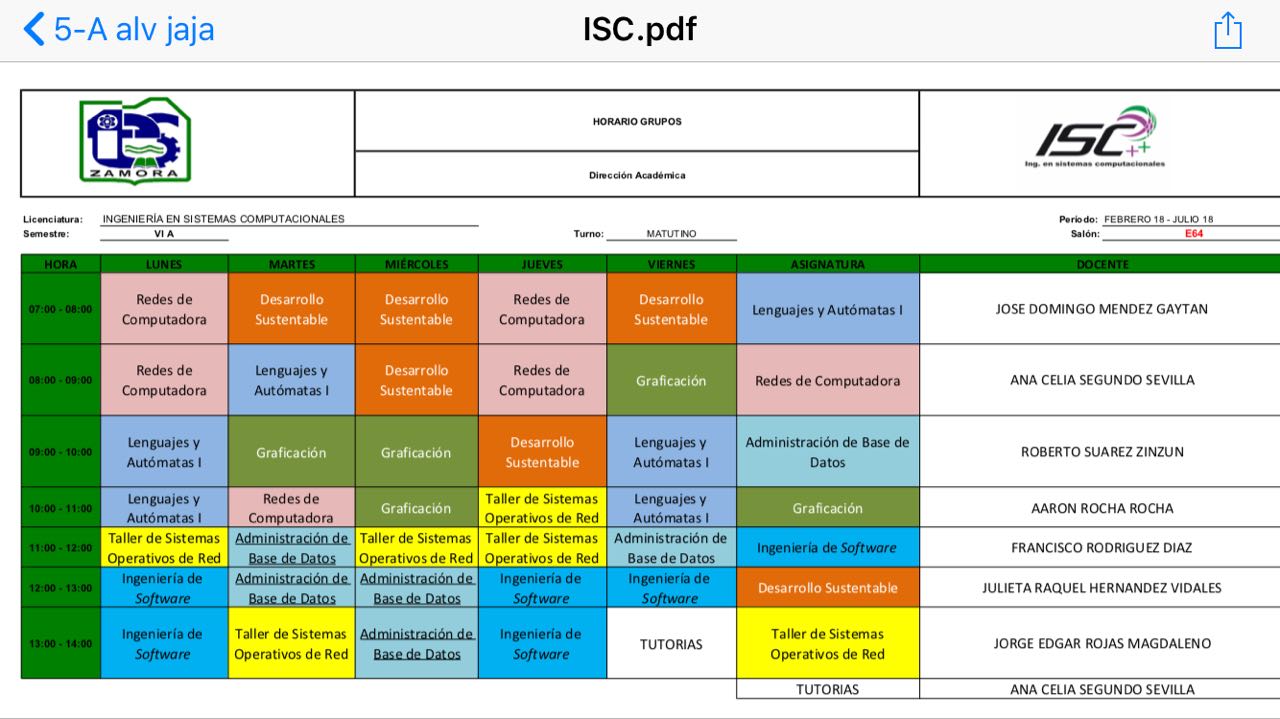 5-A alv jaja
ISC.pdf
ZAMORA
HORARIO GRUPOS
Dirección Académica
ISC++
Ing. en sistemas computacionales
Licenciatura: INGENIERÍA EN SISTEMAS COMPUTACIONALES
Periodo: FEBRERO 18 - JULIO 18
Semestre: VI A
Turno: MATUTINO
Salón: E64
HORA LUNES MARTES MIÉRCOLES JUEVES VIERNES ASIGNATURA DOCENTE
07:00 - 08:00
Redes de
Computadora
Desarrollo
Sustentable
Desarrollo
Sustentable
Redes de
Computadora
Desarrollo
Sustentable
Lenguajes y Autómatas I
JOSE DOMINGO MENDEZ GAYTAN
08:00 - 09:00
Redes de
Computadora
Lenguajes y
Autómatas I
Desarrollo
Sustentable
Redes de
Computadora
Graficación
Redes de Computadora
ANA CELIA SEGUNDO SEVILLA
09:00 - 10:00
Lenguajes y
Autómatas I
Graficación
Graficación
Desarrollo
Sustentable
Lenguajes y
Autómatas I
Administración de Base de
Datos
ROBERTO SUAREZ ZINZUN
10:00 - 11:00
Lenguajes y
Autómatas I
Redes de
Computadora
Graficación
Taller de Sistemas
Operativos de Red
Lenguajes y
Autómatas I
Graficación
AARON ROCHA ROCHA
11:00 - 12:00
Taller de Sistemas
Operativos de Red
Administración de
Base de Datos
Taller de Sistemas
Operativos de Red
Taller de Sistemas
Operativos de Red
Administración de
Base de Datos
Ingeniería de Software
FRANCISCO RODRIGUEZ DIAZ
12:00 - 13:00
Ingeniería de
Software
Administración de
Base de Datos
Administración de
Base de Datos
Ingeniería de
Software
Ingeniería de
Software
Desarrollo Sustentable
JULIETA RAQUEL HERNANDEZ VIDALES
13:00 - 14:00
Ingeniería de
Software
Taller de Sistemas
Operativos de Red
Administración de
Base de Datos
Ingeniería de
Software
TUTORIAS
Taller de Sistemas
Operativos de Red
JORGE EDGAR ROJAS MAGDALENO
TUTORIAS
ANA CELIA SEGUNDO SEVILLA